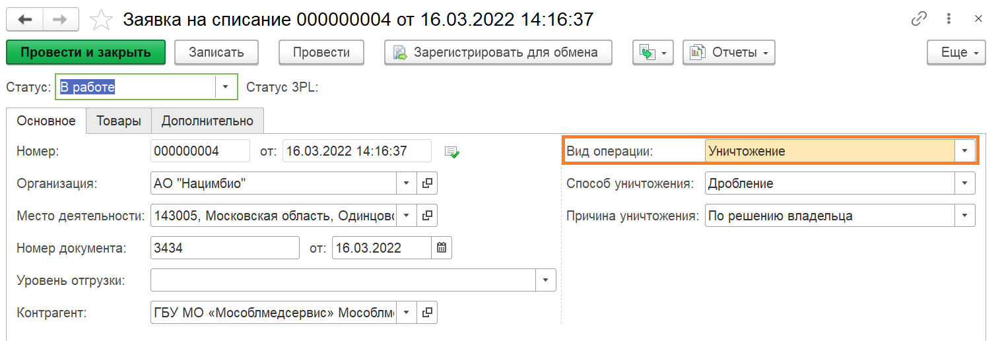 Заявка на списание 000000004 от 16.03.2022 14:16:37
Провести и закрыть Записать Провести Зарегистрировать для обмена Отчеты Еще
Статус: В работе Статус 3PL:
Основное Товары Дополнительно
Номер: 000000004 от: 16.03.2022 14:16:37 Вид операции: Уничтожение
Организация: АО "Нацимбио" Способ уничтожения: Дробление
Место деятельности: 143005, Московская область, Одинцово Причина уничтожения: По решению владельца
Номер документа: 3434 от: 16.03.2022
Уровень отгрузки:
Контрагент: ГБУ МО «Мособлмедсервис» Мособлм